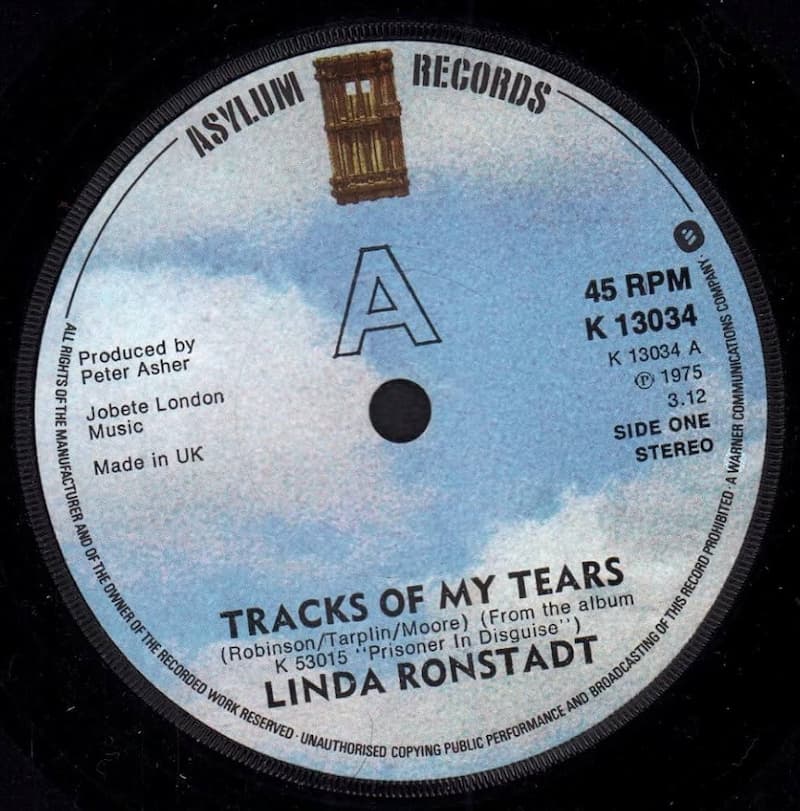 ASYLUM RECORDS
A
45 RPM
K 13034
K 13034 A
Ⓟ 1975
3.12
SIDE ONE
STEREO
Produced by
Peter Asher
Jobete London
Music
Made in UK
TRACKS OF MY TEARS
(Robinson/Tarplin/Moore) (From the album
K 53015 "Prisoner In Disguise")
LINDA RONSTADT
ALL RIGHTS OF THE MANUFACTURER AND OF THE OWNER OF THE RECORDED WORK RESERVED · UNAUTHORISED COPYING PUBLIC PERFORMANCE AND BROADCASTING OF THIS RECORD PROHIBITED · A WARNER COMMUNICATIONS COMPANY ·